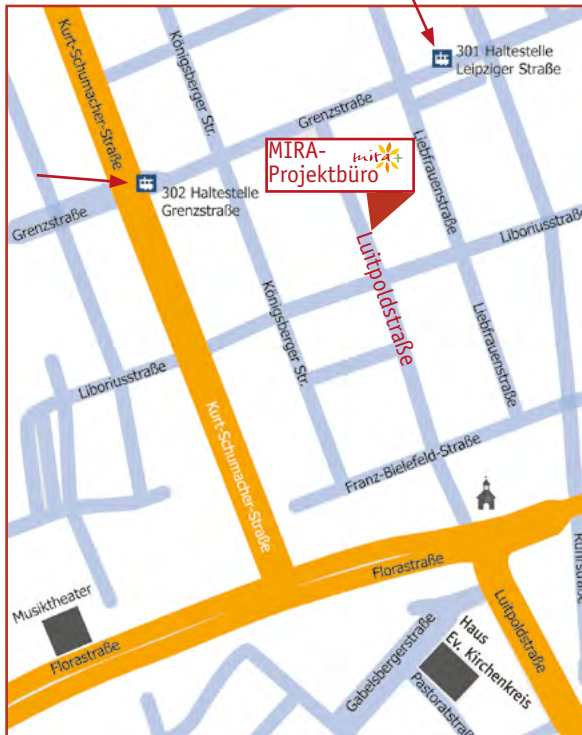 301 Haltestelle
Leipziger Straße
Kurt-Schumacher-Straße
Königsberger Str.
Grenzstraße
Liebfrauenstraße
MIRA-
Projektbüro
mira+
302 Haltestelle
Grenzstraße
Grenzstraße
Luitpoldstraße
Liboriusstraße
Königsberger Str.
Liebfrauenstraße
Liboriusstraße
Kurt-Schumacher-Straße
Franz-Bielefeld-Straße
Ruhrstraße
Florastraße
Musiktheater
Florastraße
Luitpoldstraße
Gabelsbergerstraße
Haus
Ev. Kirchenkreis
Pastoratstraße